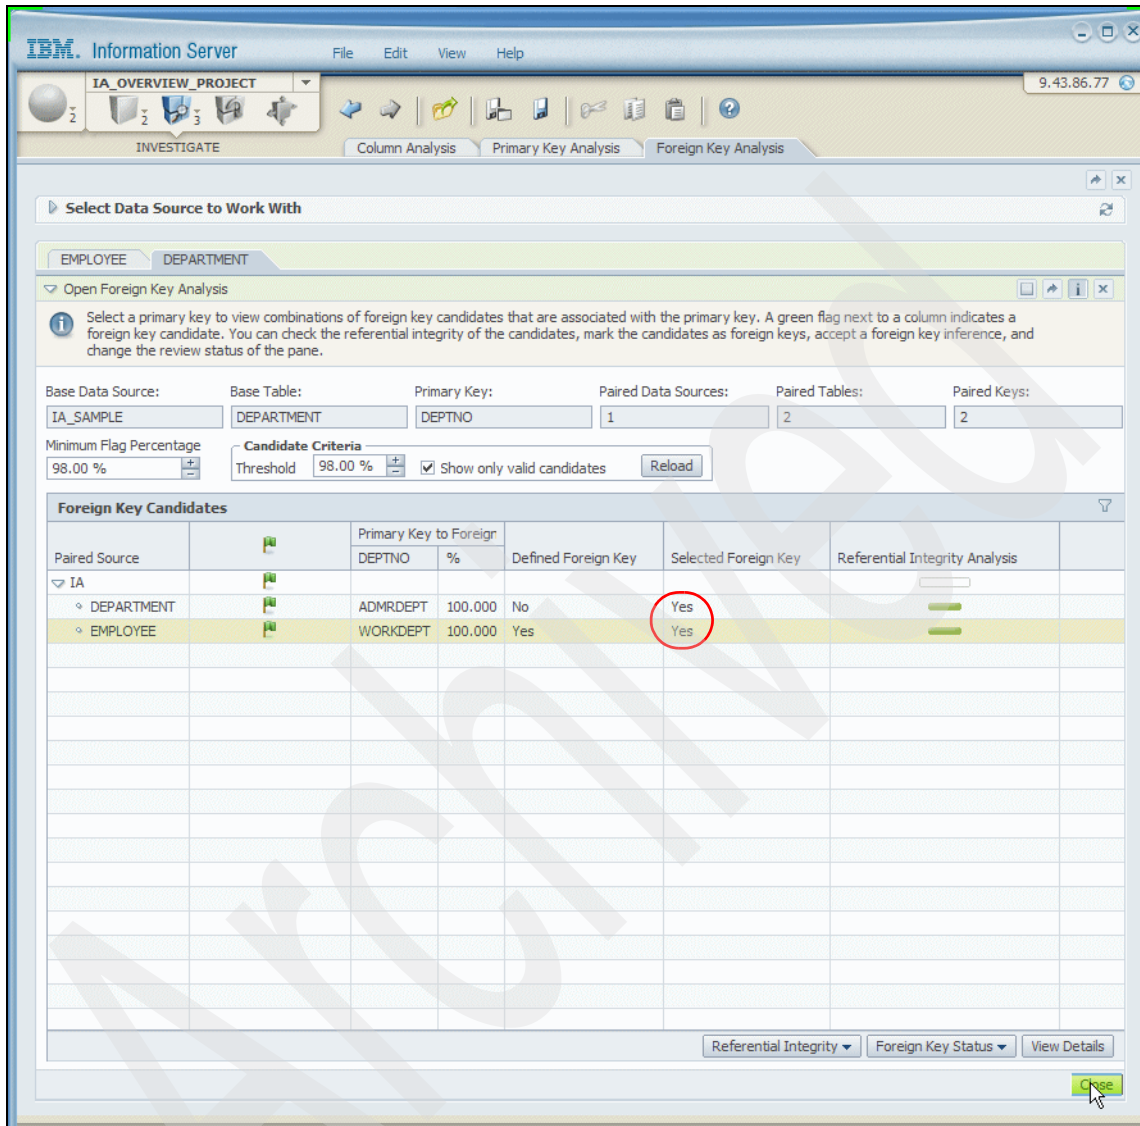 IBM. Information Server File Edit View Help
IA_OVERVIEW_PROJECT 9.43.86.77
2 2 3
INVESTIGATE Column Analysis Primary Key Analysis Foreign Key Analysis
Select Data Source to Work With
EMPLOYEE DEPARTMENT
Open Foreign Key Analysis
Select a primary key to view combinations of foreign key candidates that are associated with the primary key. A green flag next to a column indicates a
foreign key candidate. You can check the referential integrity of the candidates, mark the candidates as foreign keys, accept a foreign key inference, and
change the review status of the pane.
Base Data Source: Base Table: Primary Key: Paired Data Sources: Paired Tables: Paired Keys:
IA_SAMPLE DEPARTMENT DEPTNO 1 2 2
Minimum Flag Percentage Candidate Criteria
98.00 % Threshold 98.00 % Show only valid candidates Reload
Foreign Key Candidates
Primary Key to Foreigr
Paired Source DEPTNO % Defined Foreign Key Selected Foreign Key Referential Integrity Analysis
IA
DEPARTMENT ADMRDEPT 100.000 No Yes
EMPLOYEE WORKDEPT 100.000 Yes Yes
Referential Integrity Foreign Key Status View Details
Close
Archived